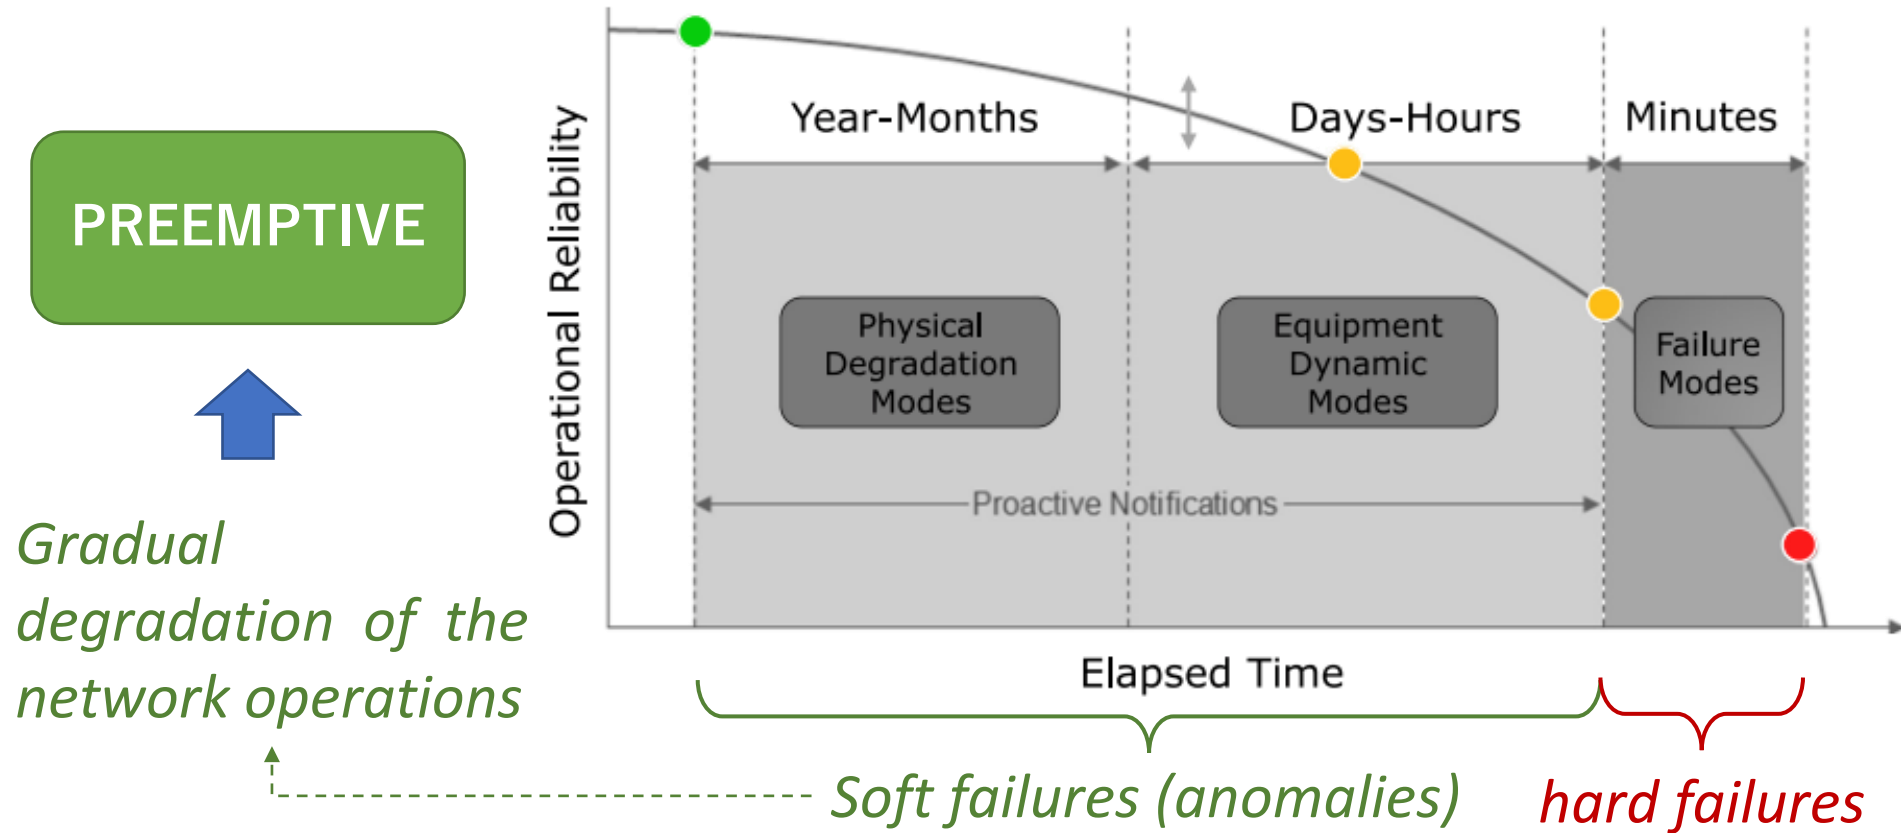 PREEMPTIVE
Gradual
degradation of the
network operations
Operational Reliability
Year-Months
Days-Hours
Minutes
Physical
Degradation
Modes
Equipment
Dynamic
Modes
Failure
Modes
Proactive Notifications
Elapsed Time
Soft failures (anomalies)
hard failures